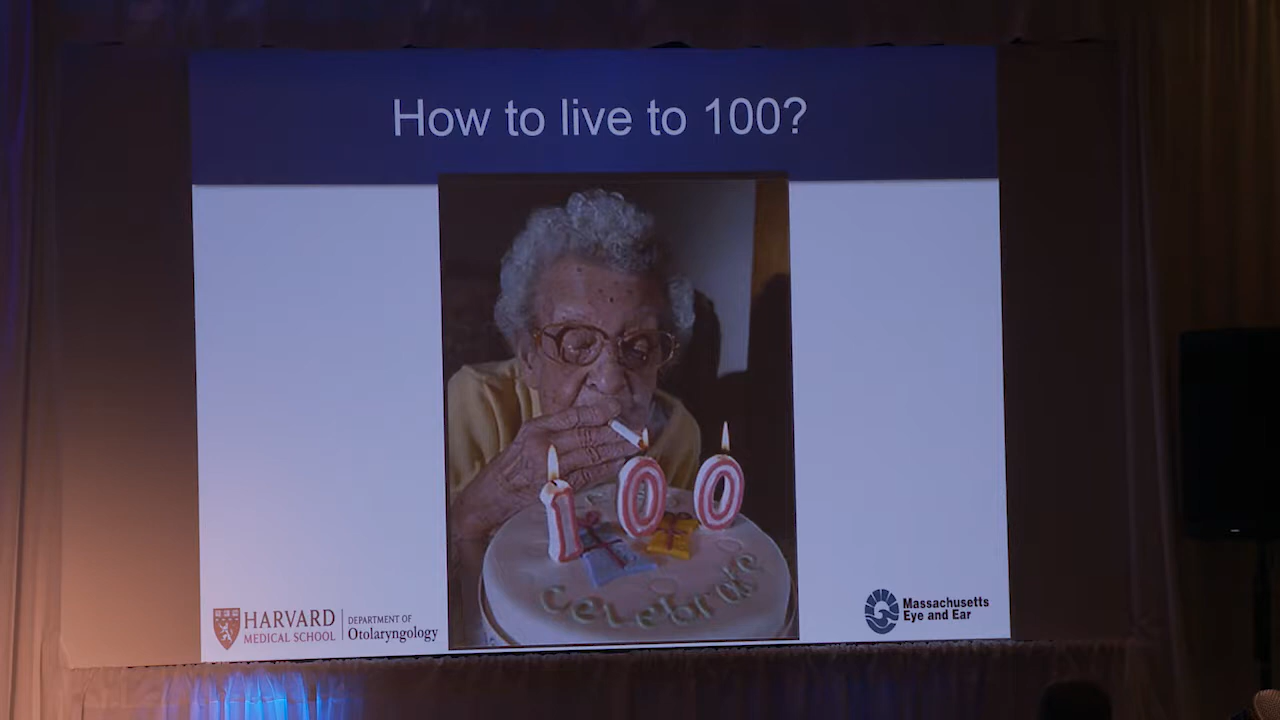 How to live to 100?
100
Celebrate
HARVARD
MEDICAL SCHOOL
DEPARTMENT OF
Otolaryngology
Massachusetts
Eye and Ear